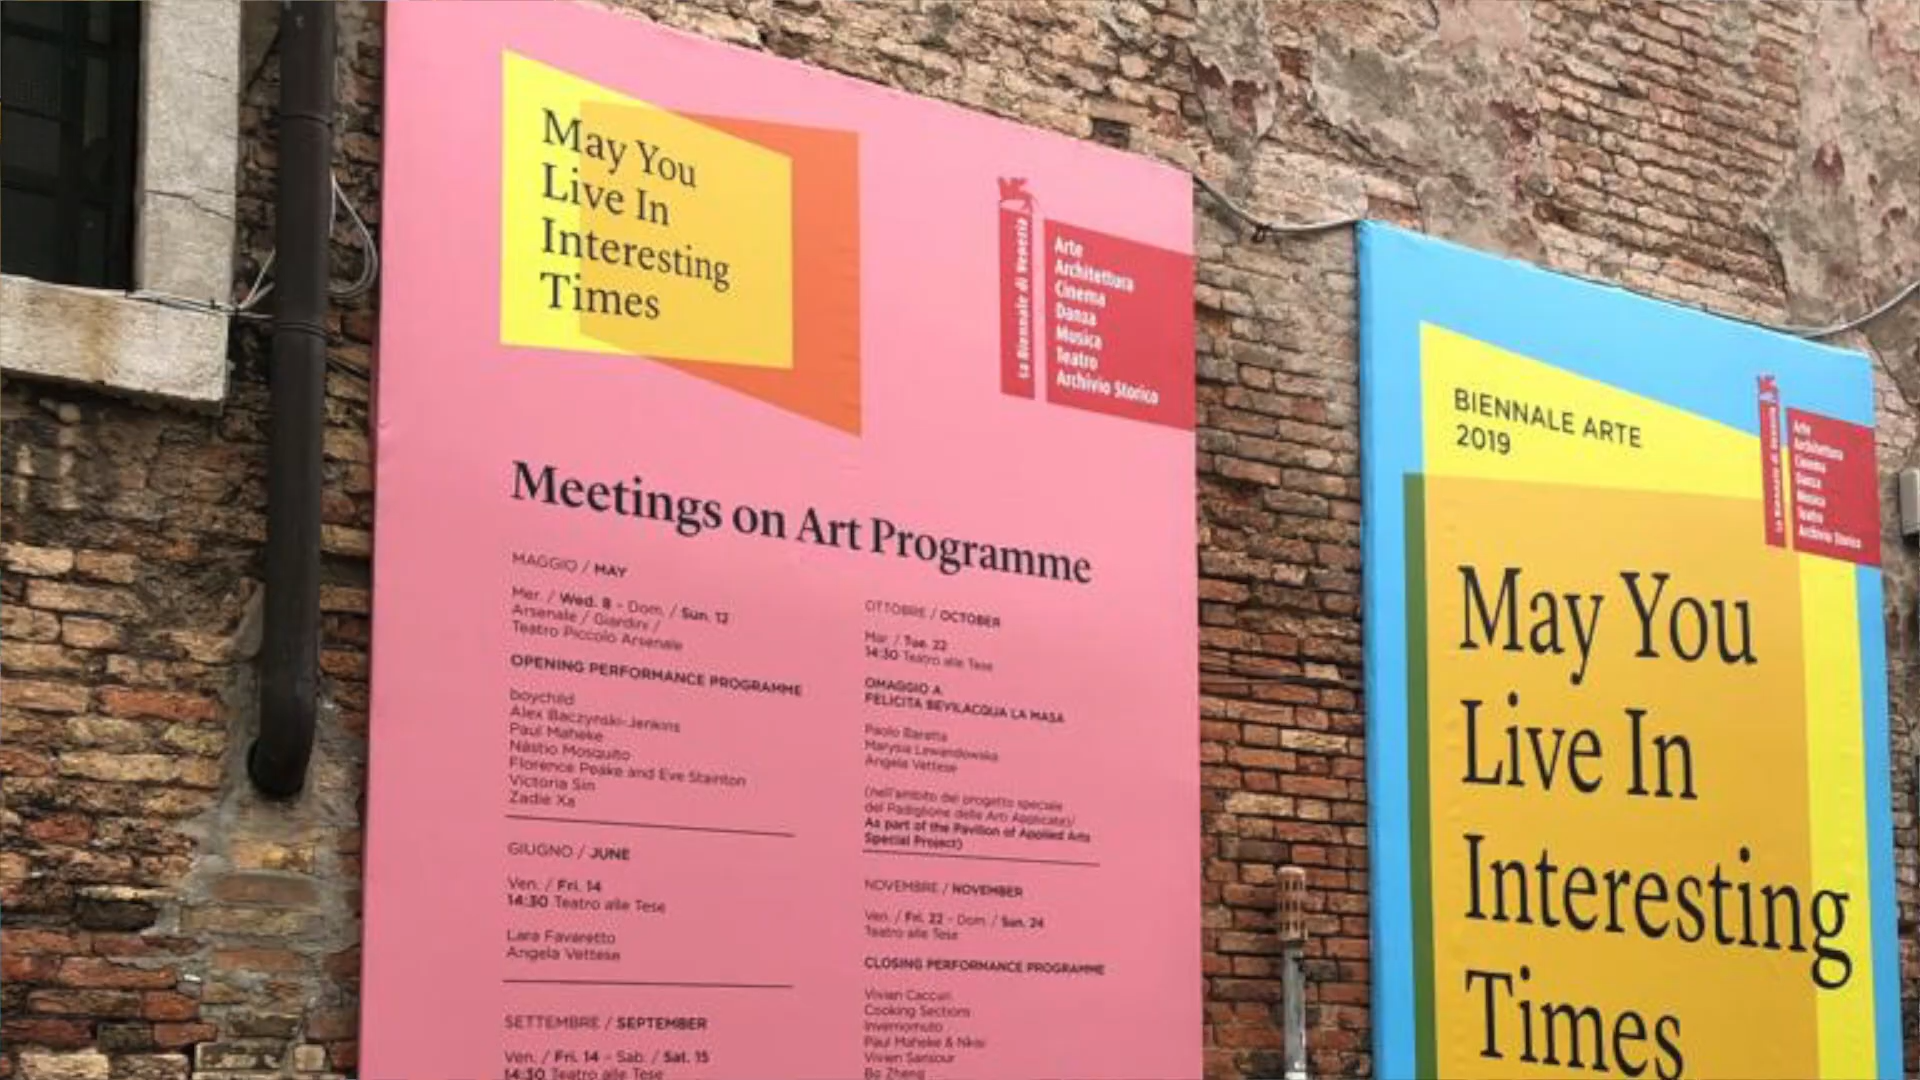 May You
Live In
Interesting
Times
La Biennale di Venezia
Arte
Architettura
Cinema
Danza
Musica
Teatro
Archivio Storico
Meetings on Art Programme
MAGGIO / MAY
Mer. / Wed. 8 - Dom. / Sun. 12
Arsenale / Giardini /
Teatro Piccolo Arsenale
OPENING PERFORMANCE PROGRAMME
boychild
Alex Baczynski-Jenkins
Paul Maheke
Nástio Mosquito
Florence Peake and Eve Stainton
Victoria Sin
Zadie Xa
GIUGNO / JUNE
Ven. / Fri. 14
14:30 Teatro alle Tese
Lara Favaretto
Angela Vettese
SETTEMBRE / SEPTEMBER
Ven. / Fri. 14 - Sab. / Sat. 15
14:30 Teatro alle Tese
OTTOBRE / OCTOBER
Mar. / Tue. 22
14:30 Teatro alle Tese
OMAGGIO A
FELICITA BEVILACQUA LA MASA
Paolo Baratta
Marysia Lewandowska
Angela Vettese
(nell'ambito del progetto speciale
del Padiglione delle Arti Applicate)/
As part of the Pavilion of Applied Arts
Special Project)
NOVEMBRE / NOVEMBER
Ven. / Fri. 22 - Dom. / Sun. 24
Teatro alle Tese
CLOSING PERFORMANCE PROGRAMME
Vivian Caccuri
Cooking Sections
Invernomuto
Paul Maheke & Nkisi
Vivien Sansour
Bo Zheng
BIENNALE ARTE
2019
La Biennale di Venezia
Arte
Architettura
Cinema
Danza
Musica
Teatro
Archivio Storico
May You
Live In
Interesting
Times